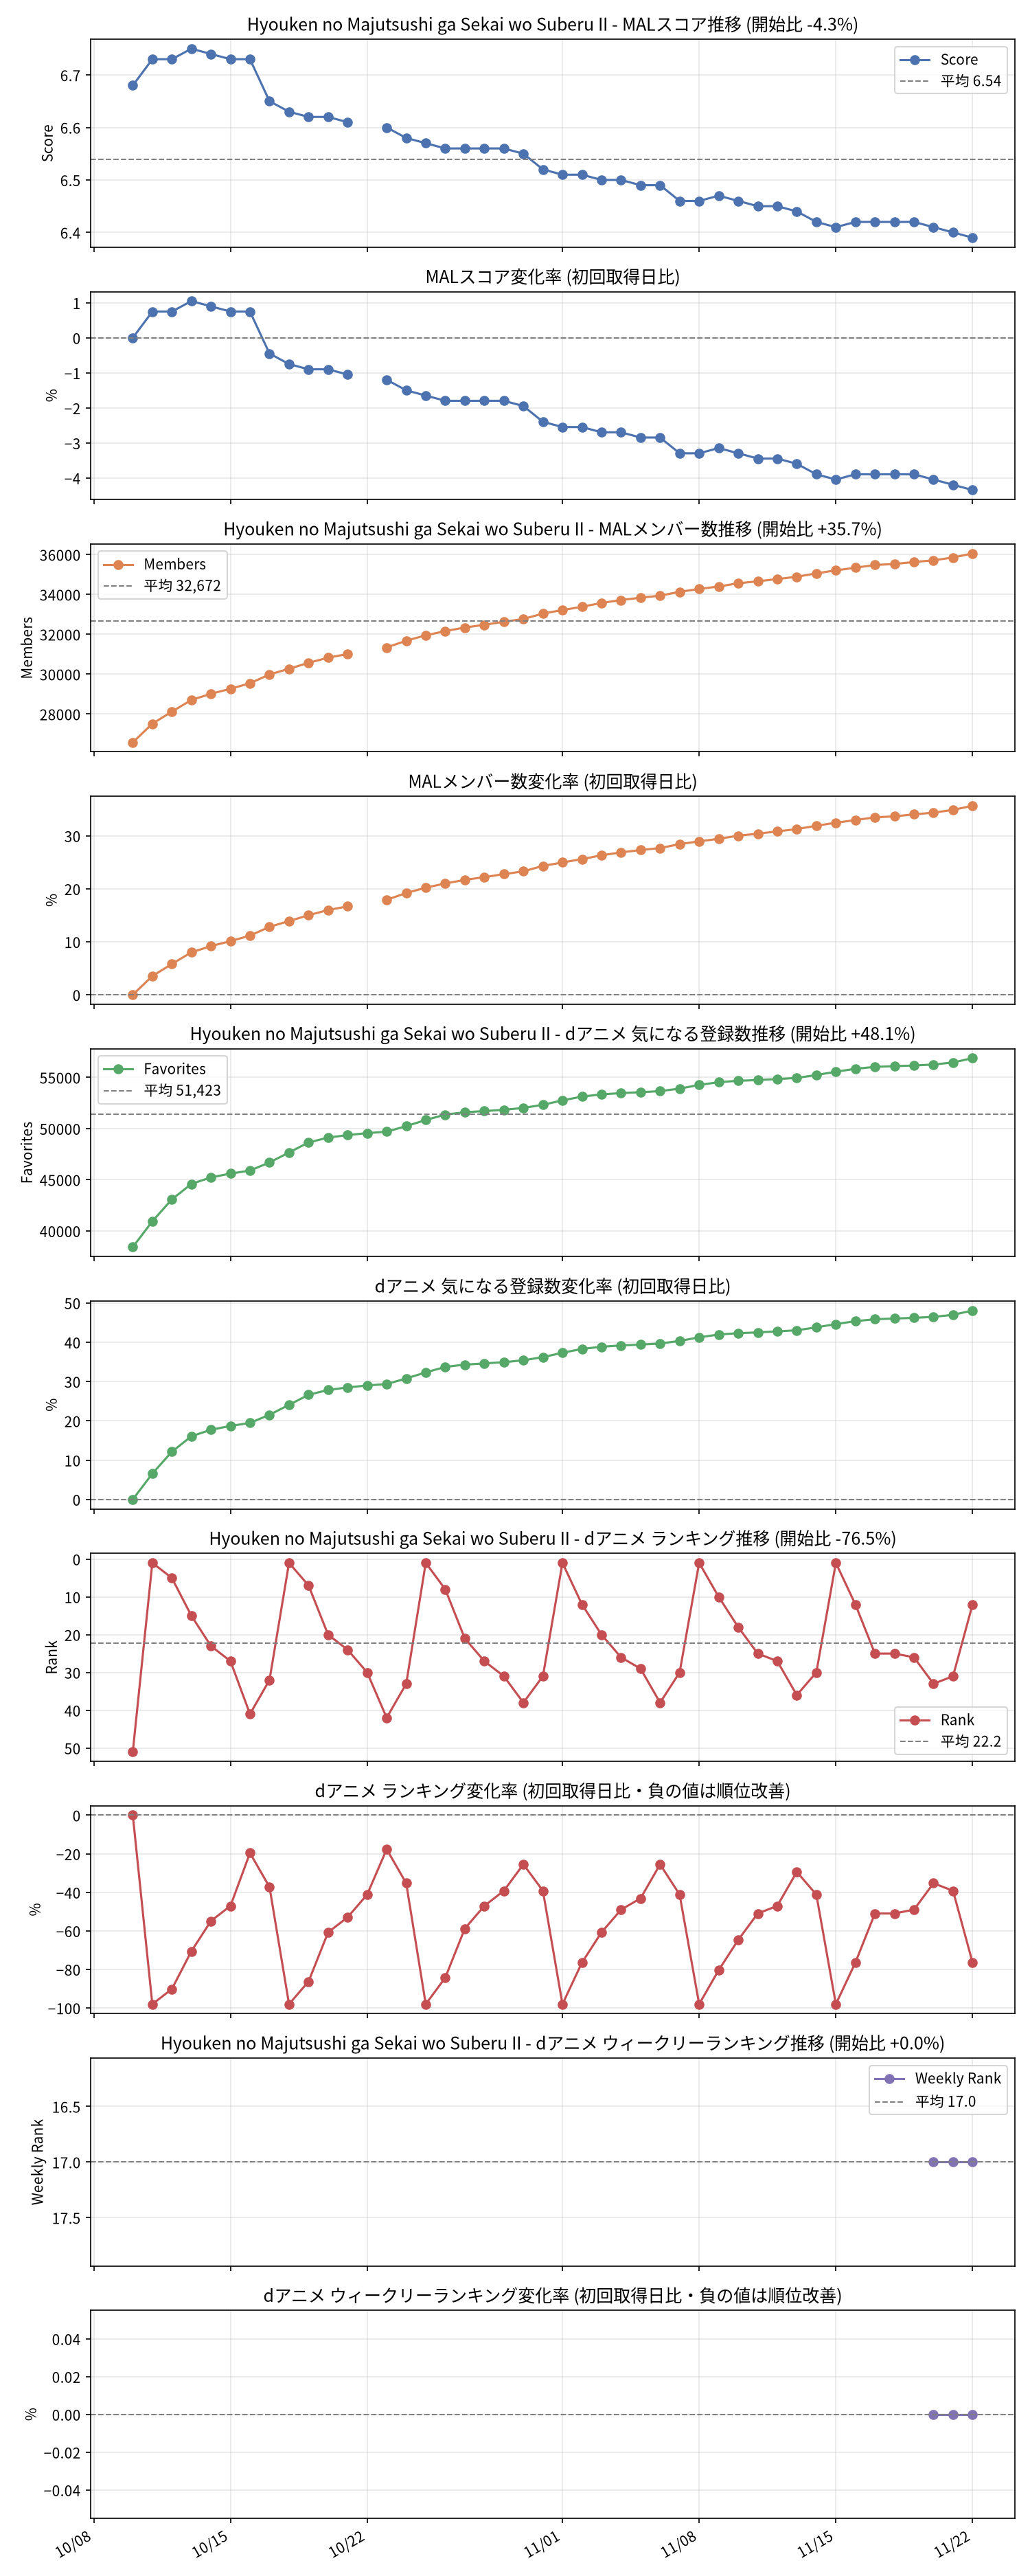 Hyouken no Majutsushi ga Sekai wo Suberu II - MALスコア推移 (開始比 -4.3%)
Score
6.7
6.6
6.5
6.4
Score
平均 6.54
MALスコア変化率 (初回取得日比)
%
1
0
−1
−2
−3
−4
Hyouken no Majutsushi ga Sekai wo Suberu II - MALメンバー数推移 (開始比 +35.7%)
Members
36000
34000
32000
30000
28000
Members
平均 32,672
MALメンバー数変化率 (初回取得日比)
%
30
20
10
0
Hyouken no Majutsushi ga Sekai wo Suberu II - dアニメ 気になる登録数推移 (開始比 +48.1%)
Favorites
55000
50000
45000
40000
Favorites
平均 51,423
dアニメ 気になる登録数変化率 (初回取得日比)
%
50
40
30
20
10
0
Hyouken no Majutsushi ga Sekai wo Suberu II - dアニメ ランキング推移 (開始比 -76.5%)
Rank
0
10
20
30
40
50
Rank
平均 22.2
dアニメ ランキング変化率 (初回取得日比・負の値は順位改善)
%
0
−20
−40
−60
−80
−100
Hyouken no Majutsushi ga Sekai wo Suberu II - dアニメ ウィークリーランキング推移 (開始比 +0.0%)
Weekly Rank
16.5
17.0
17.5
Weekly Rank
平均 17.0
dアニメ ウィークリーランキング変化率 (初回取得日比・負の値は順位改善)
%
0.04
0.02
0.00
−0.02
−0.04
10/08
10/15
10/22
11/01
11/08
11/15
11/22